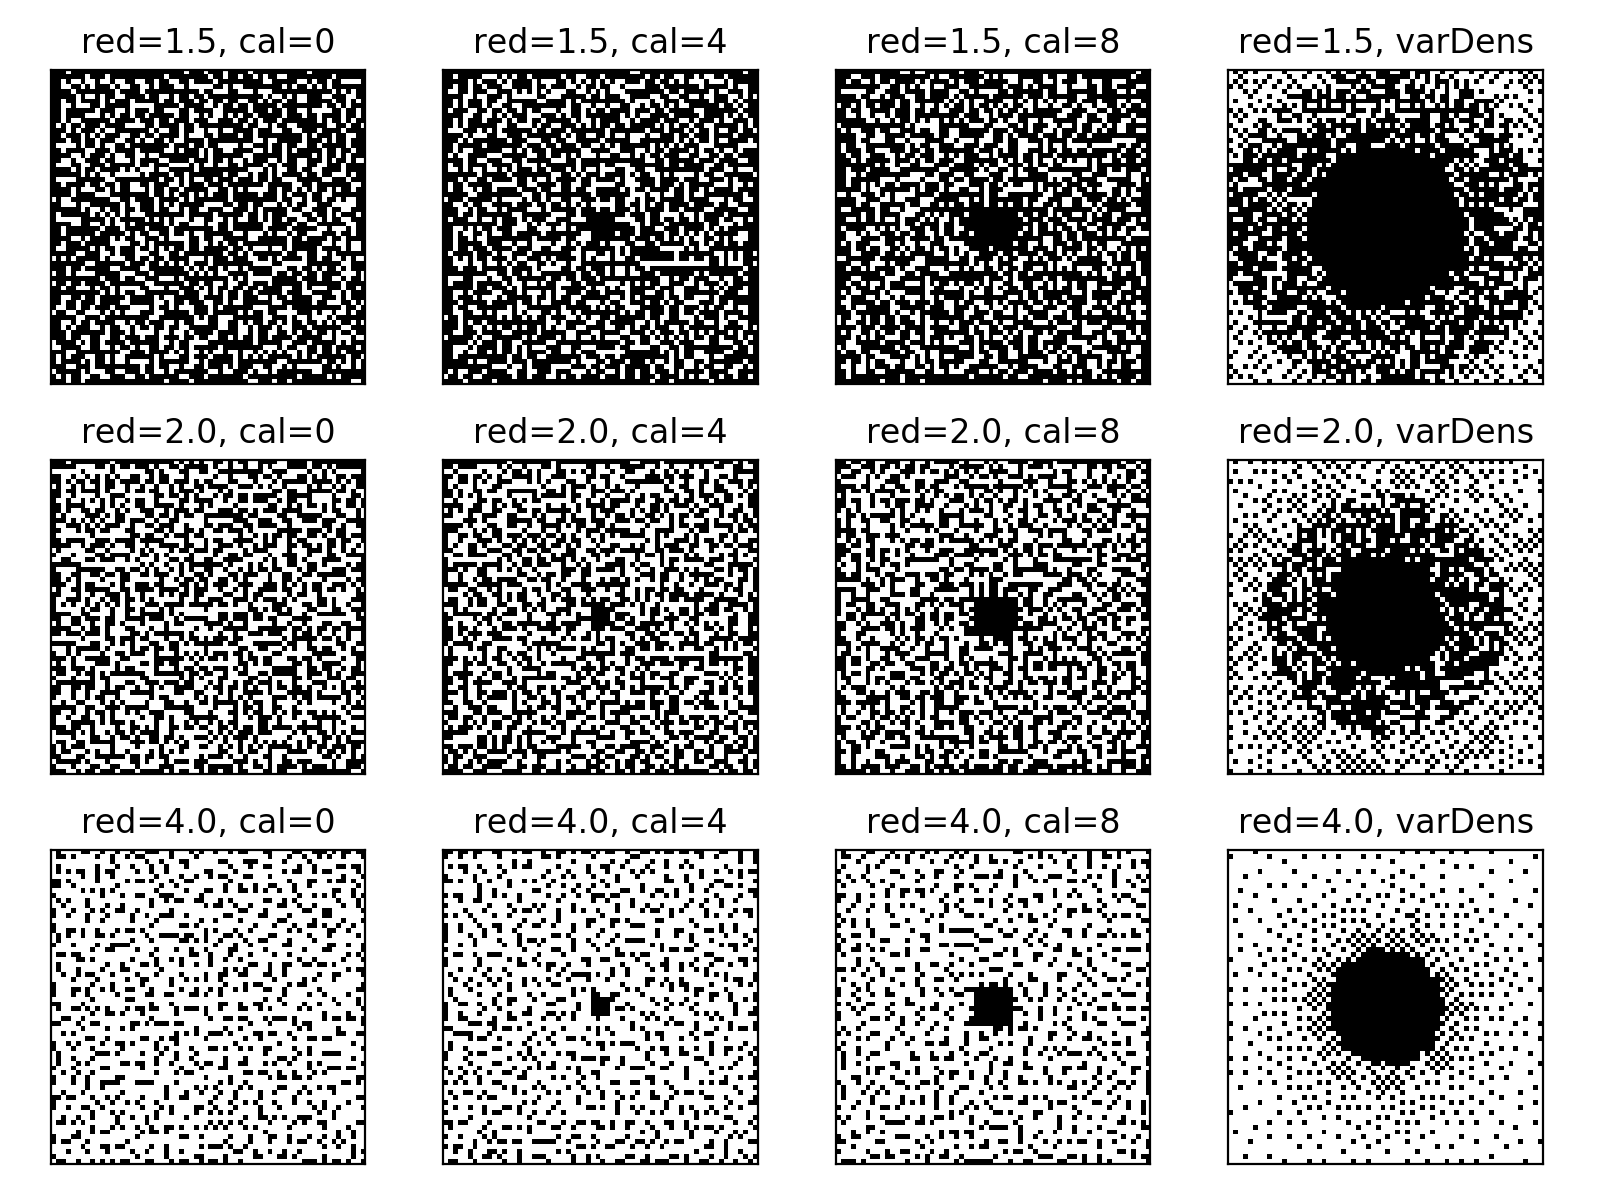 red=1.5, cal=0
red=1.5, cal=4
red=1.5, cal=8
red=1.5, varDens
red=2.0, cal=0
red=2.0, cal=4
red=2.0, cal=8
red=2.0, varDens
red=4.0, cal=0
red=4.0, cal=4
red=4.0, cal=8
red=4.0, varDens